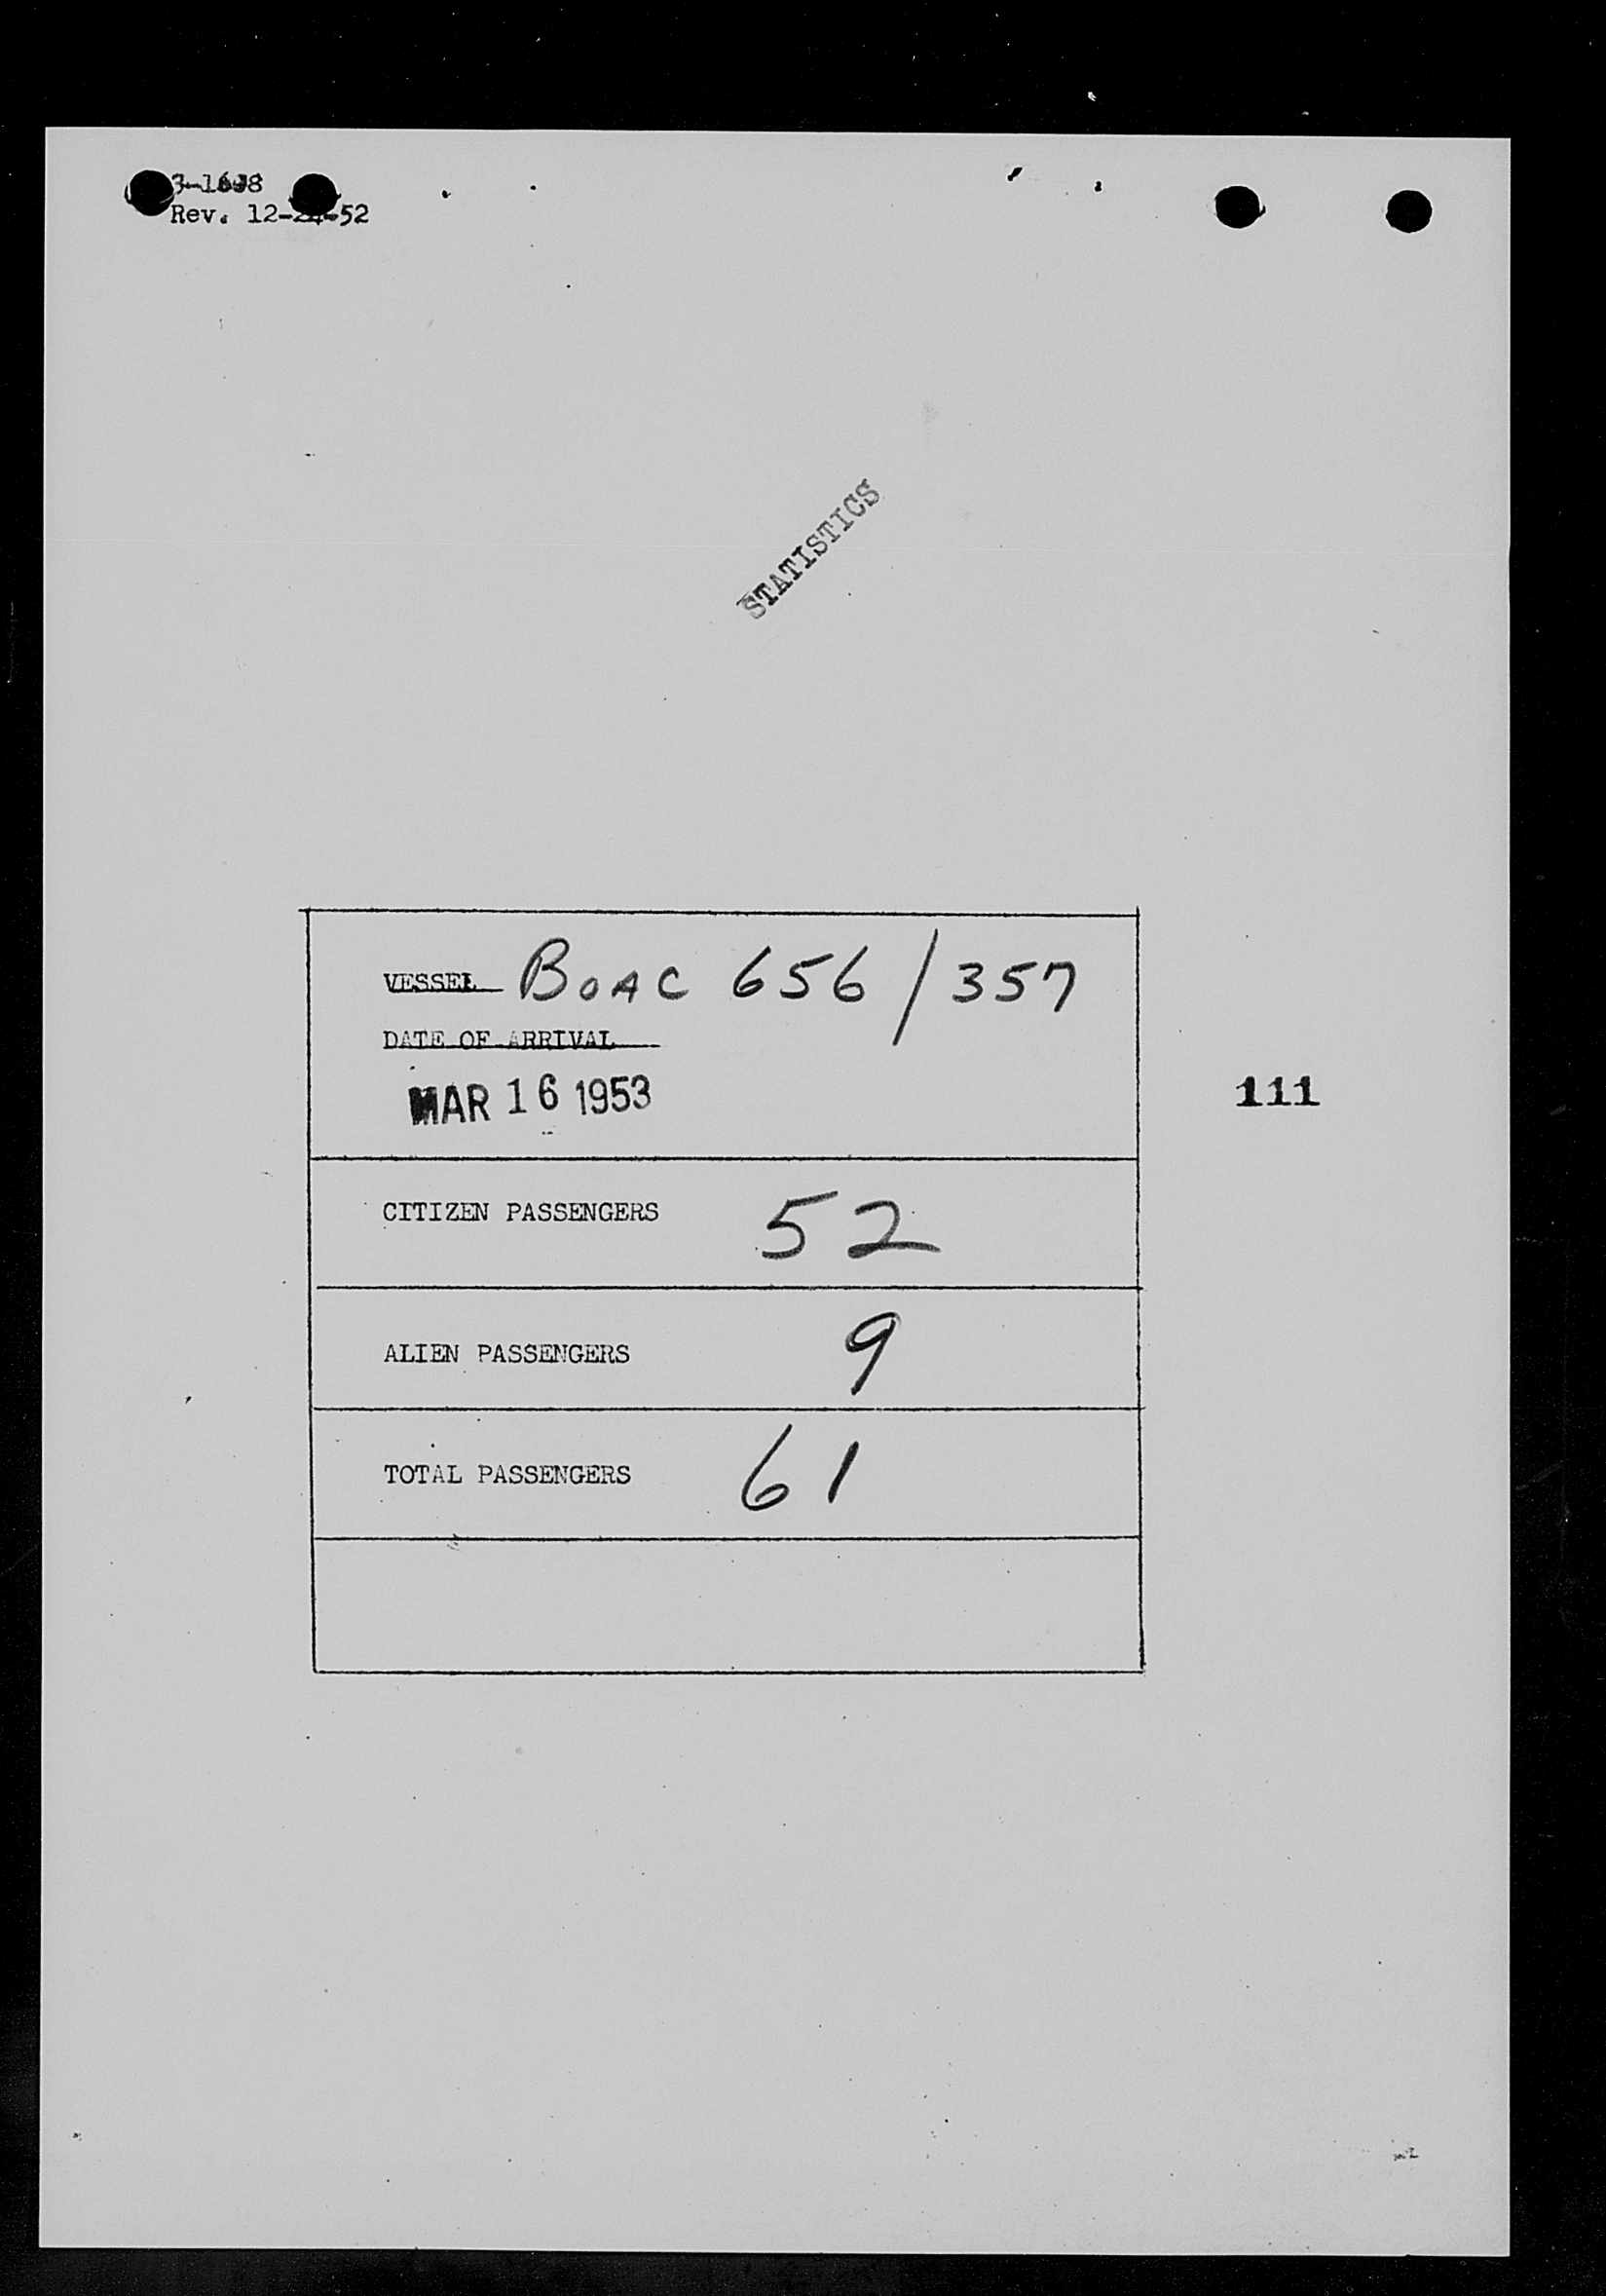 Rev. 12-24-52
STATISTICS
VESSEL BOAC 656/357
DATE OF ARRIVAL
MAR 16 1953
111
CITIZEN PASSENGERS 52
ALIEN PASSENGERS 9
TOTAL PASSENGERS 61